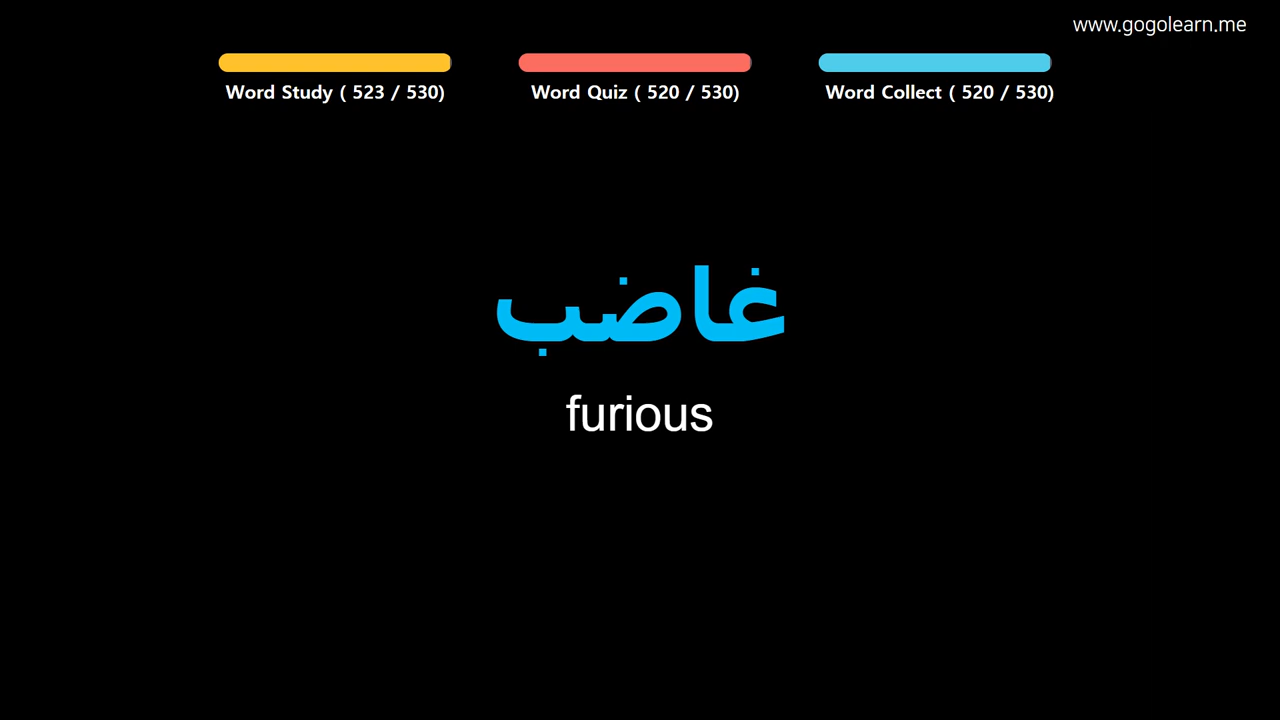 www.gogolearn.me
Word Study ( 523 / 530)
Word Quiz ( 520 / 530)
Word Collect ( 520 / 530)
غاضب
furious